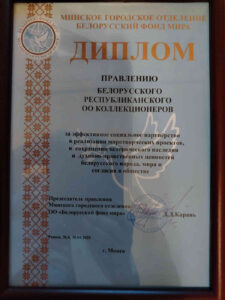 МИНСКОЕ ГОРОДСКОЕ ОТДЕЛЕНИЕ
БЕЛОРУССКИЙ ФОНД МИРА
ДИПЛОМ
ПРАВЛЕНИЮ
БЕЛОРУССКОГО
РЕСПУБЛИКАНСКОГО
ОО КОЛЛЕКЦИОНЕРОВ
за эффективное социальное партнерство
в реализации миротворческих проектов,
и сохранение исторического наследия
и духовно-нравственных ценностей
белорусского народа, мира и
согласия в обществе
Председатель правления
Минского городского отделения
ОО «Белорусский фонд мира»
г. Минск